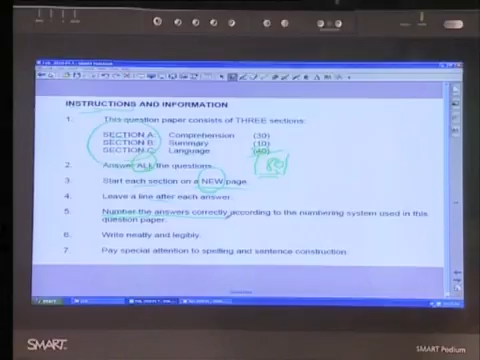 INSTRUCTIONS AND INFORMATION
1. This question paper consists of THREE sections:
SECTION A: Comprehension (30)
SECTION B: Summary (10)
SECTION C: Language (40)
80
2. Answer ALL the questions.
3. Start each section on a NEW page.
4. Leave a line after each answer.
5. Number the answers correctly according to the numbering system used in this
question paper.
6. Write neatly and legibly.
7. Pay special attention to spelling and sentence construction.
SMART
SMART Podium